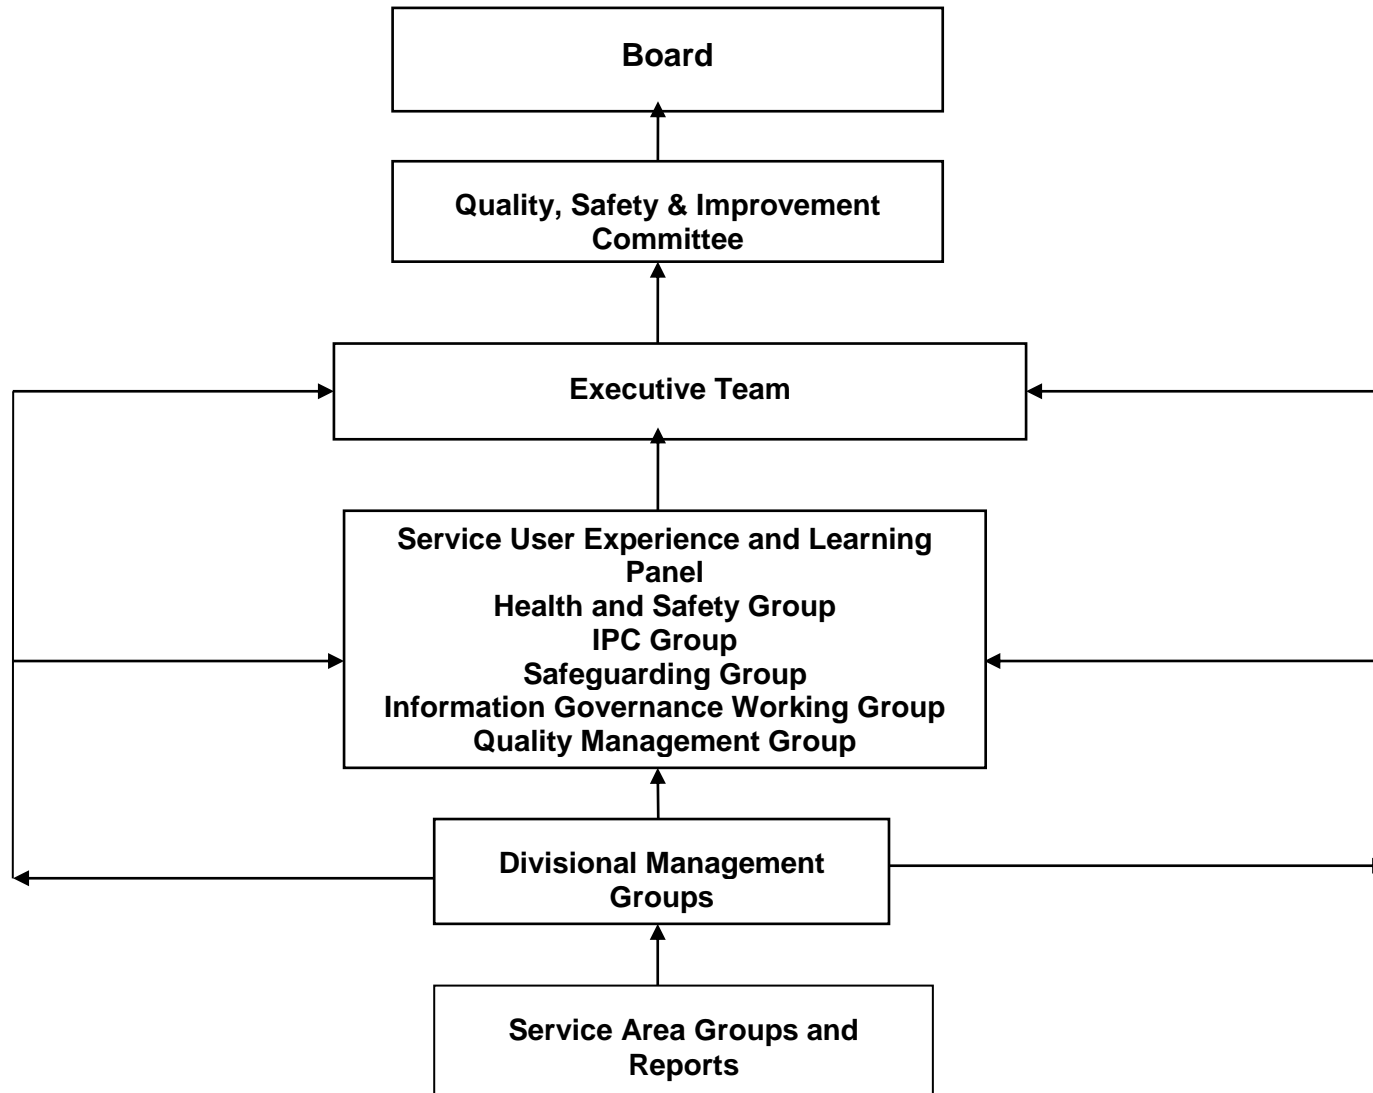 Board
Quality, Safety & Improvement
Committee
Executive Team
Service User Experience and Learning
Panel
Health and Safety Group
IPC Group
Safeguarding Group
Information Governance Working Group
Quality Management Group
Divisional Management
Groups
Service Area Groups and
Reports